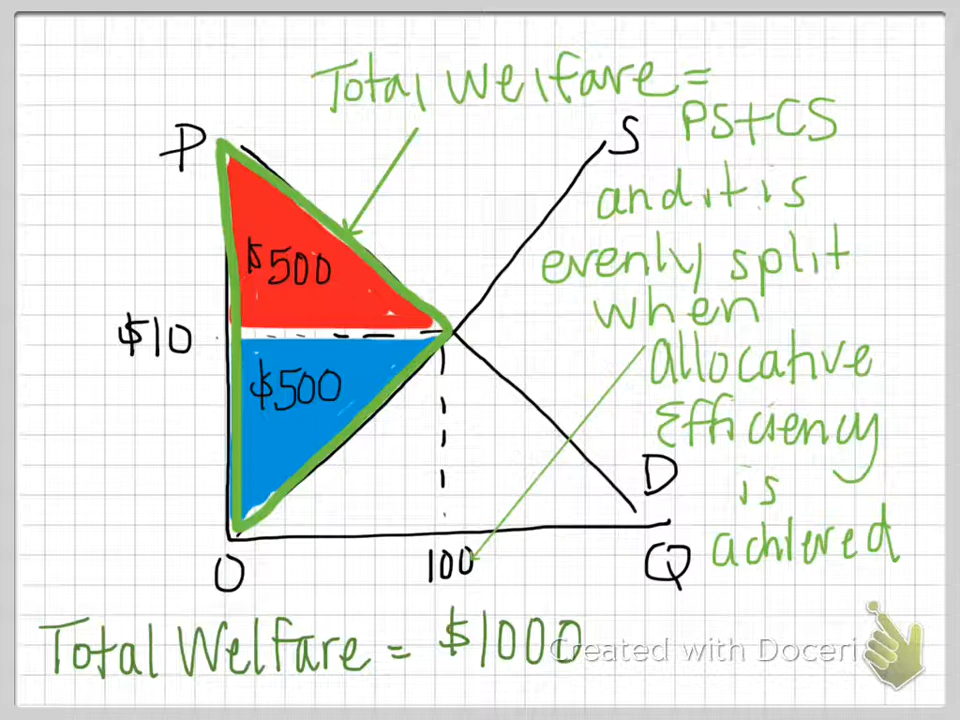 Total Welfare =
PS+CS
and it is
evenly split
when
allocative
Efficiency
is
achieved
P
S
$500
$10
$500
D
O
100
Q
Total Welfare = $1000
Created with Doceri